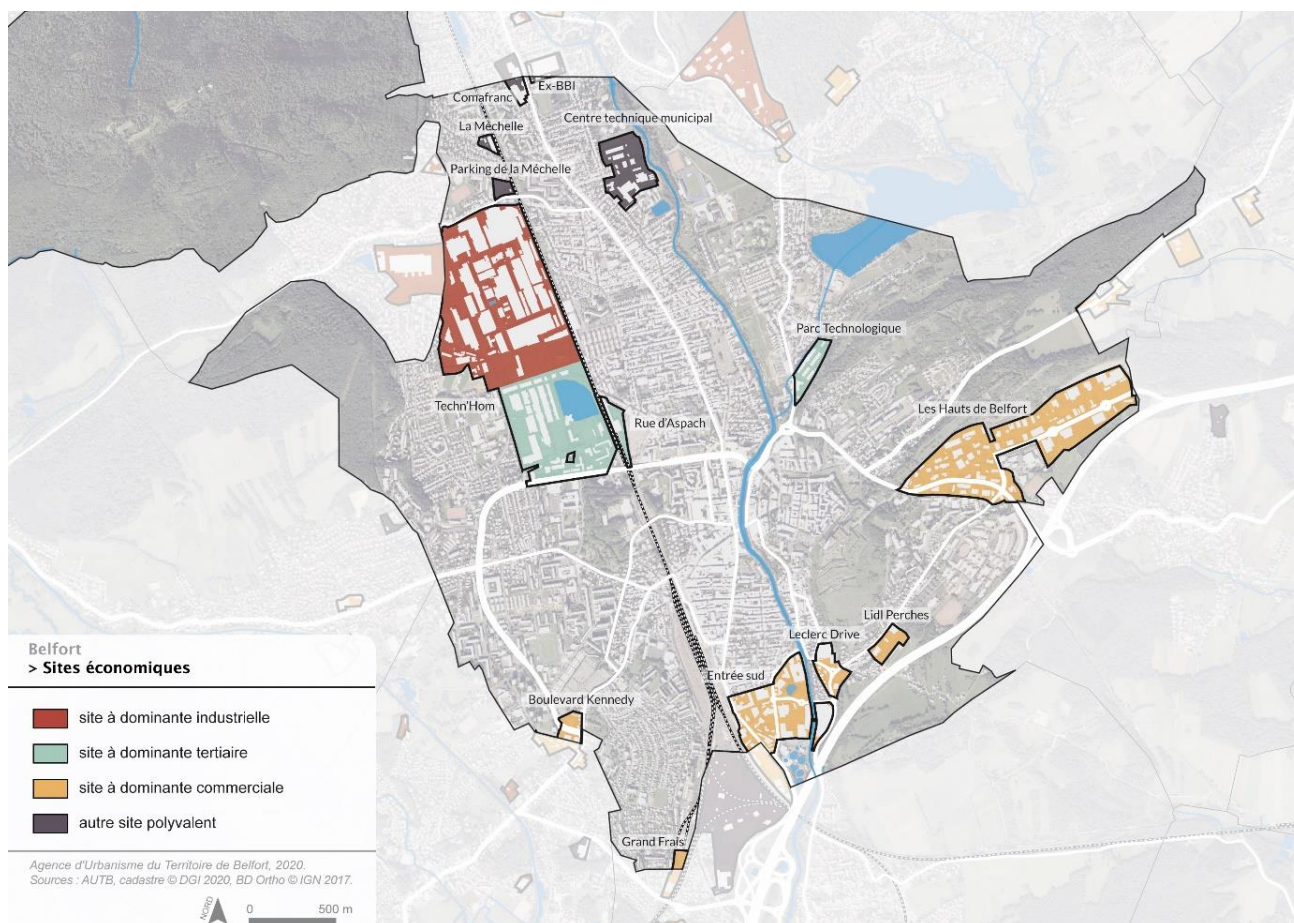 Ex-BBI
Comafranc
Centre technique municipal
La Méchelle
Parking de la Méchelle
Parc Technologique
Techn'Hom
Les Hauts de Belfort
Rue d'Aspach
Lidl Perches
Leclerc Drive
Entrée sud
Boulevard Kennedy
Grand Frais
Belfort
> Sites économiques
site à dominante industrielle
site à dominante tertiaire
site à dominante commerciale
autre site polyvalent
Agence d'Urbanisme du Territoire de Belfort, 2020.
Sources : AUTB, cadastre © DGI 2020, BD Ortho © IGN 2017.
NORD
0 500 m